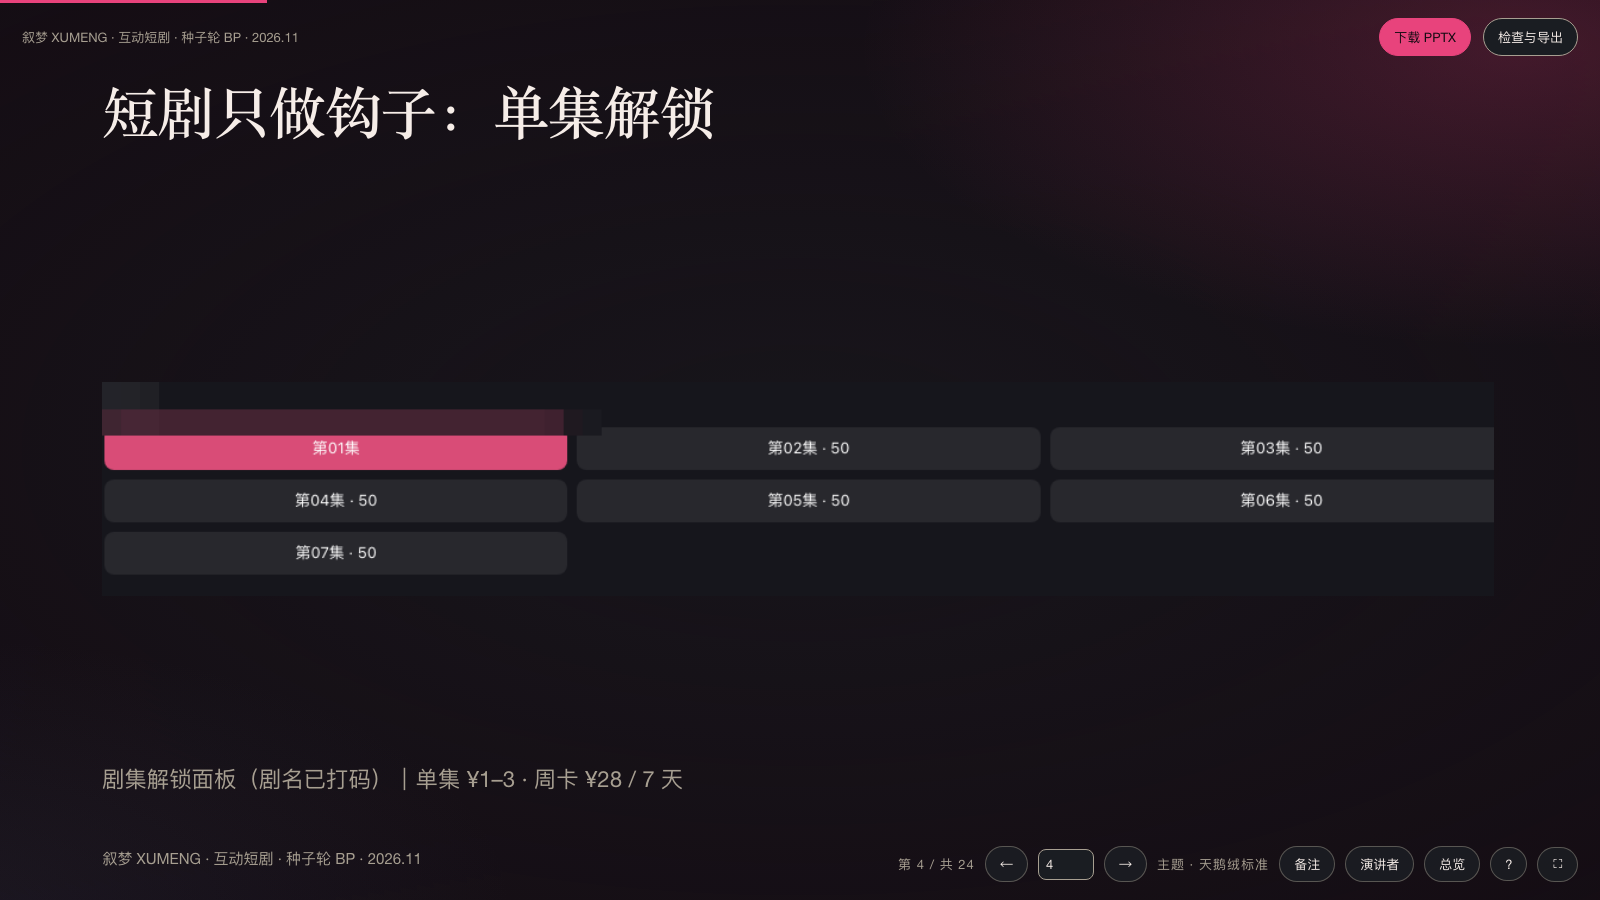 叙梦 XUMENG · 互动短剧 · 种子轮 BP · 2026.11
下载 PPTX
检查与导出
短剧只做钩子：单集解锁
第01集
第02集 · 50
第03集 · 50
第04集 · 50
第05集 · 50
第06集 · 50
第07集 · 50
剧集解锁面板（剧名已打码）｜单集 ¥1–3 · 周卡 ¥28 / 7 天
叙梦 XUMENG · 互动短剧 · 种子轮 BP · 2026.11
第 4 / 共 24
←
4
→
主题 · 天鹅绒标准
备注
演讲者
总览
?